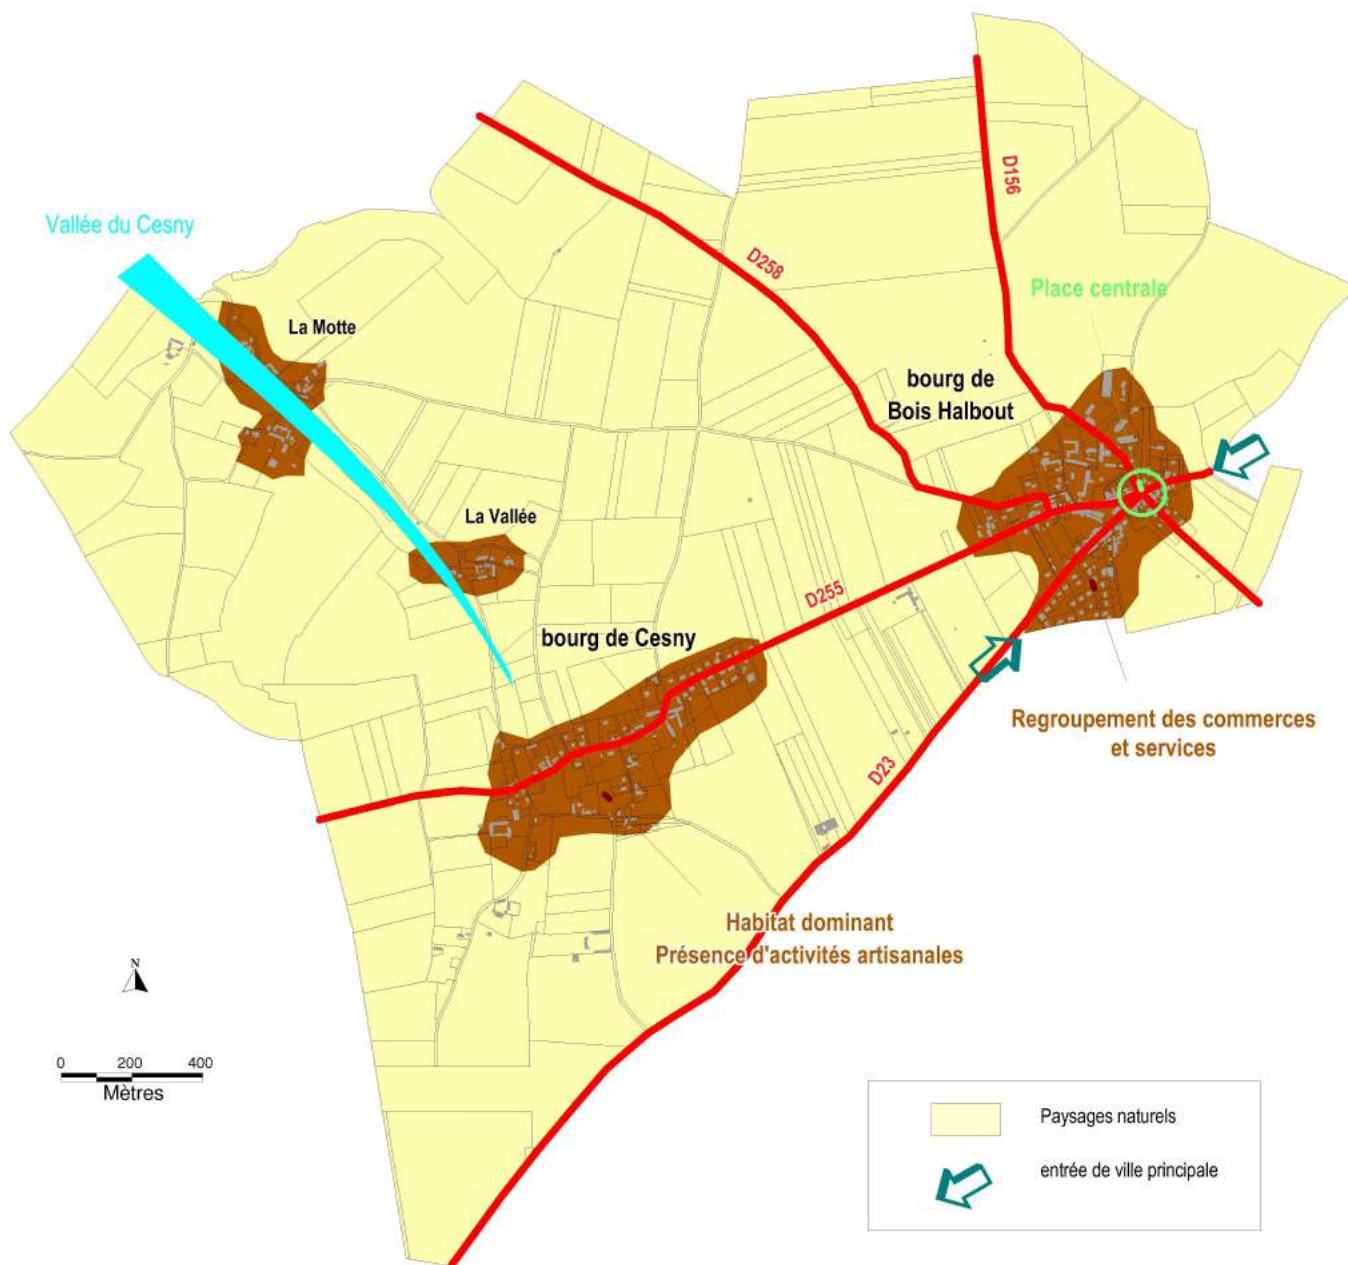 D156
Vallée du Cesny
D258
Place centrale
La Motte
bourg de
Bois Halbout
La Vallée
D255
bourg de Cesny
Regroupement des commerces
et services
D23
Habitat dominant
Présence d'activités artisanales
N
0 200 400
Mètres
Paysages naturels
entrée de ville principale